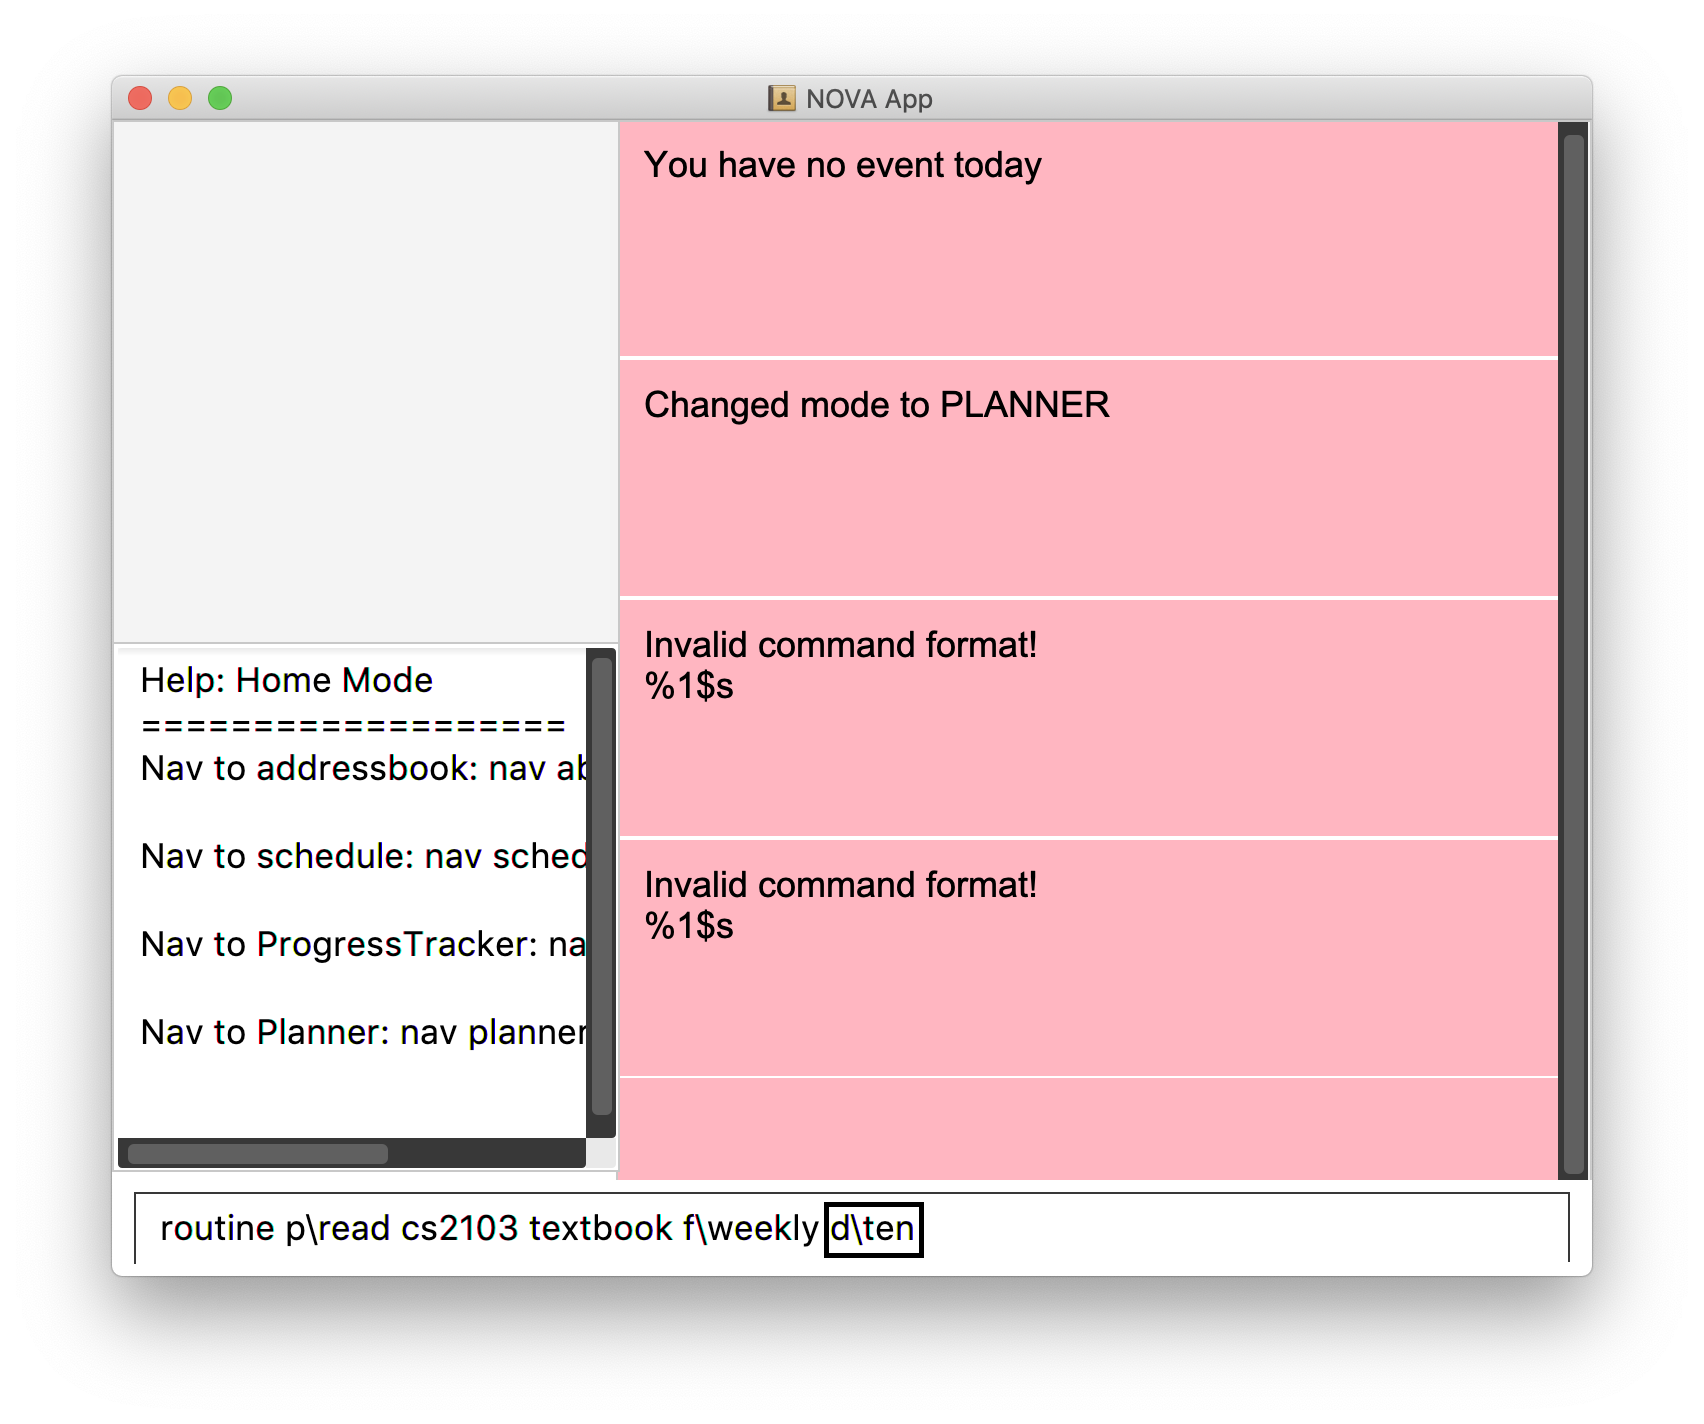 NOVA App
You have no event today
Changed mode to PLANNER
Invalid command format!
%1$s
Invalid command format!
%1$s
Help: Home Mode
===================
Nav to addressbook: nav ab
Nav to schedule: nav sched
Nav to ProgressTracker: na
Nav to Planner: nav planner
routine p\read cs2103 textbook f\weekly d\ten